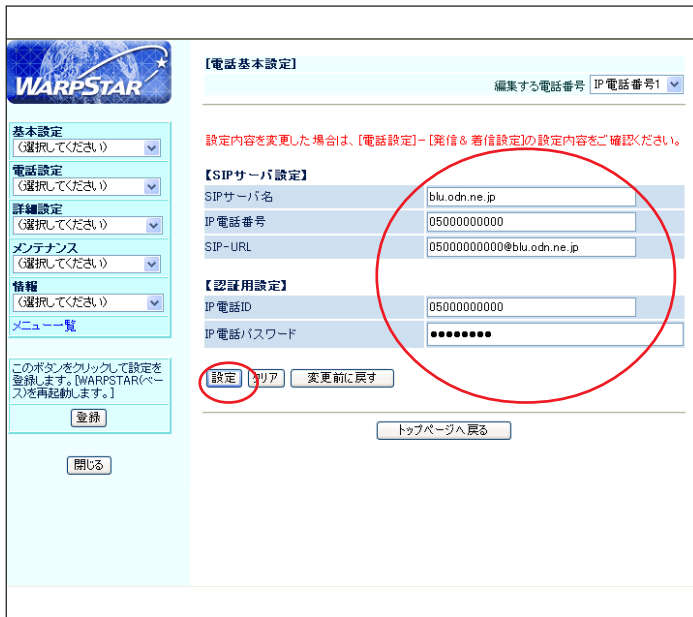 WARPSTAR
基本設定
(選択してください)
電話設定
(選択してください)
詳細設定
(選択してください)
メンテナンス
(選択してください)
情報
(選択してください)
メニュー一覧
このボタンをクリックして設定を
登録します。[WARPSTAR(ベー
ス)を再起動します。]
登録
閉じる
[電話基本設定]
編集する電話番号 IP電話番号1
設定内容を変更した場合は、[電話設定]-[発信&着信設定]の設定内容をご確認ください。
【SIPサーバ設定】
SIPサーバ名 blu.odn.ne.jp
IP電話番号 05000000000
SIP-URL 05000000000@blu.odn.ne.jp
【認証用設定】
IP電話ID 05000000000
IP電話パスワード ●●●●●●●●
設定 クリア 変更前に戻す
トップページへ戻る